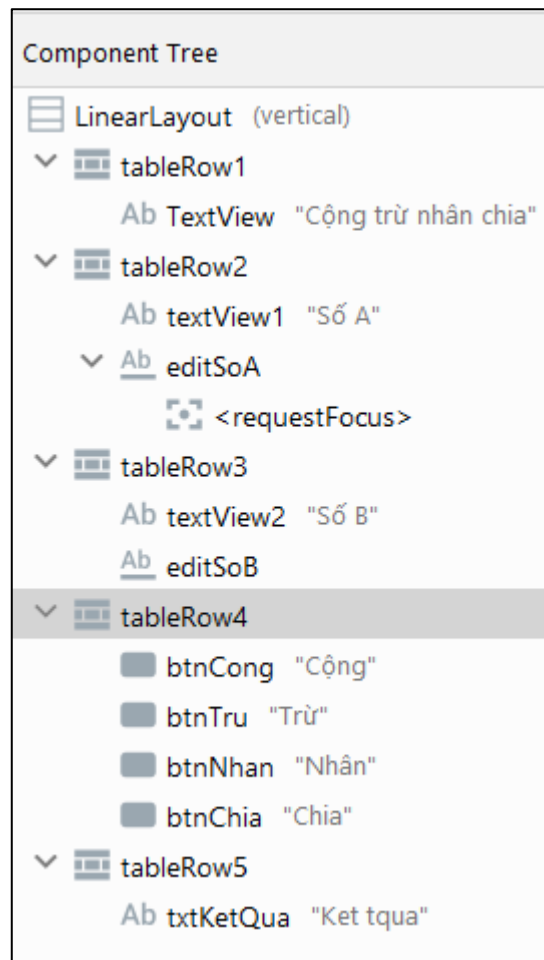 Component Tree
LinearLayout (vertical)
tableRow1
Ab TextView "Cộng trừ nhân chia"
tableRow2
Ab textView1 "Số A"
Ab editSoA
<requestFocus>
tableRow3
Ab textView2 "Số B"
Ab editSoB
tableRow4
btnCong "Cộng"
btnTru "Trừ"
btnNhan "Nhân"
btnChia "Chia"
tableRow5
Ab txtKetQua "Ket tqua"